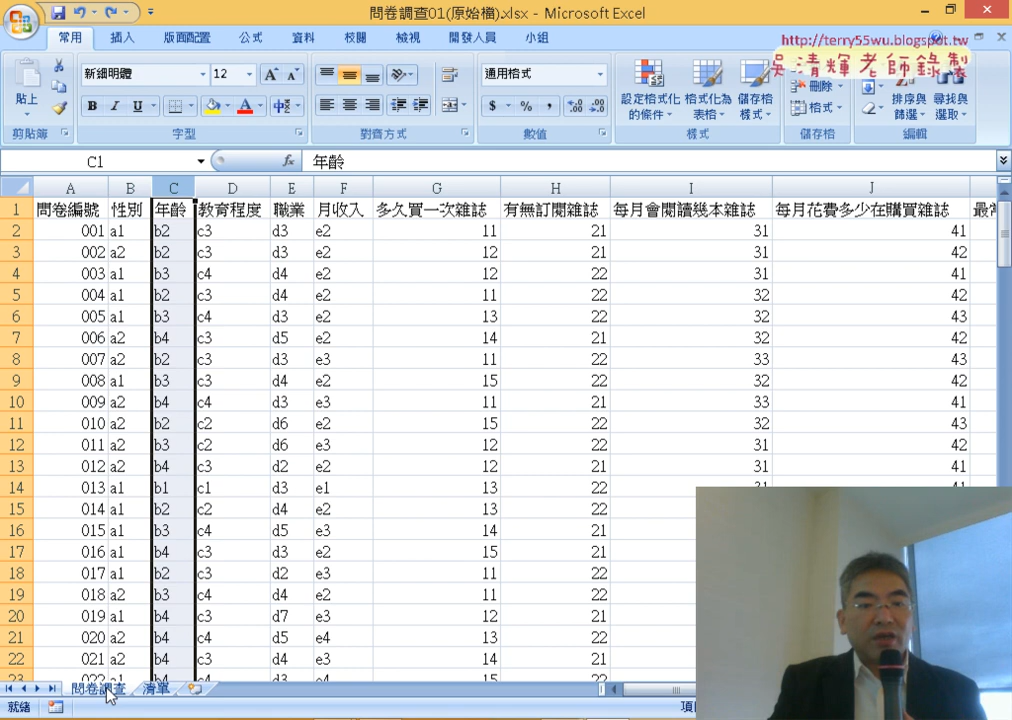 問卷調查01(原始檔).xlsx - Microsoft Excel
常用 插入 版面配置 公式 資料 校閱 檢視 開發人員 小組
http://terry55wu.blogspot.tw
吳清輝老師錄製
貼上 新細明體 12 通用格式 設定格式化的條件 格式化為表格 儲存格樣式 刪除 格式 排序與篩選 尋找與選取
剪貼簿 字型 對齊方式 數值 樣式 儲存格 編輯
C1 fx 年齡
A B C D E F G H I J
1 問卷編號 性別 年齡 教育程度 職業 月收入 多久買一次雜誌 有無訂閱雜誌 每月會閱讀幾本雜誌 每月花費多少在購買雜誌
2 001 a1 b2 c3 d3 e2 11 21 31 41
3 002 a2 b2 c3 d3 e2 12 21 31 42
4 003 a1 b3 c4 d4 e2 12 22 31 41
5 004 a1 b2 c3 d4 e2 11 22 32 42
6 005 a1 b3 c4 d3 e2 13 22 32 43
7 006 a2 b4 c3 d5 e2 14 21 32 42
8 007 a2 b2 c3 d3 e3 11 22 33 43
9 008 a1 b3 c3 d4 e2 15 22 32 42
10 009 a2 b4 c4 d3 e3 11 21 33 41
11 010 a2 b2 c2 d6 e2 15 22 32 43
12 011 a2 b3 c2 d6 e3 12 22 31 42
13 012 a2 b4 c3 d2 e2 12 21 31 41
14 013 a1 b1 c1 d3 e1 13 22 31 41
15 014 a1 b2 c2 d4 e2 13 22
16 015 a1 b3 c4 d5 e3 14 21
17 016 a1 b4 c3 d3 e2 15 21
18 017 a1 b2 c3 d2 e3 11 22
19 018 a2 b3 c4 d4 e2 11 22
20 019 a1 b4 c3 d7 e3 12 21
21 020 a2 b4 c4 d5 e4 13 21
22 021 a2 b4 c3 d4 e3 14 21
23 022 a1 b4 c4 d3 e4 15 22
問卷調查 清單
就緒